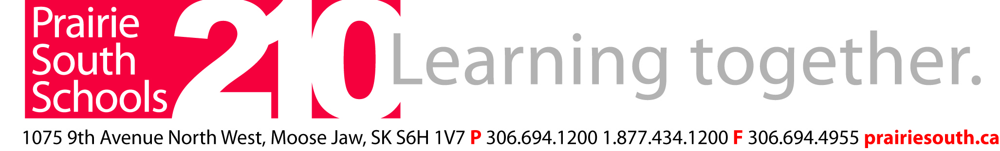 Prairie
South
Schools
210
Learning together.
1075 9th Avenue North West, Moose Jaw, SK S6H 1V7 P 306.694.1200 1.877.434.1200 F 306.694.4955 prairiesouth.ca